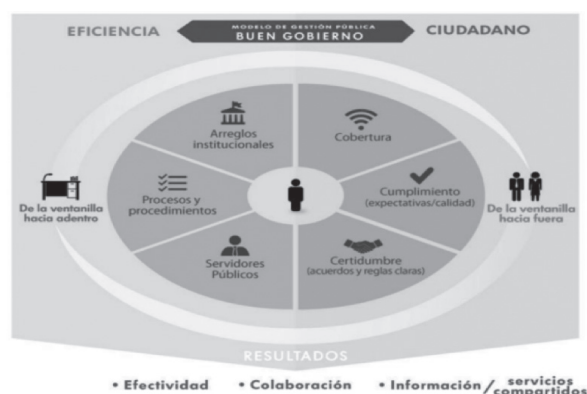 EFICIENCIA
MODELO DE GESTIÓN PÚBLICA
BUEN GOBIERNO
CIUDADANO
Arreglos
institucionales
Cobertura
De la ventanilla
hacia adentro
Procesos y
procedimientos
Cumplimiento
(expectativas/calidad)
De la ventanilla
hacia fuera
Servidores
Públicos
Certidumbre
(acuerdos y reglas claras)
RESULTADOS
• Efectividad • Colaboración • Información / servicios
compartidos